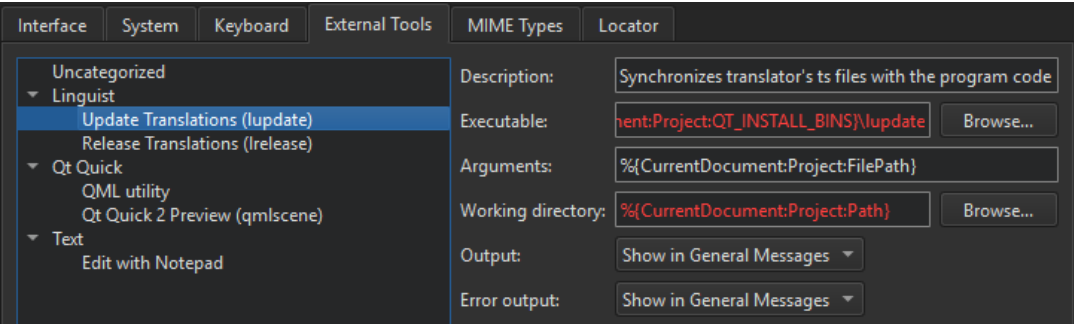 Interface System Keyboard External Tools MIME Types Locator
Uncategorized
Linguist
Update Translations (lupdate)
Release Translations (lrelease)
Qt Quick
QML utility
Qt Quick 2 Preview (qmlscene)
Text
Edit with Notepad
Description: Synchronizes translator's ts files with the program code
Executable: nent:Project:QT_INSTALL_BINS}\lupdate Browse...
Arguments: %{CurrentDocument:Project:FilePath}
Working directory: %{CurrentDocument:Project:Path} Browse...
Output: Show in General Messages
Error output: Show in General Messages